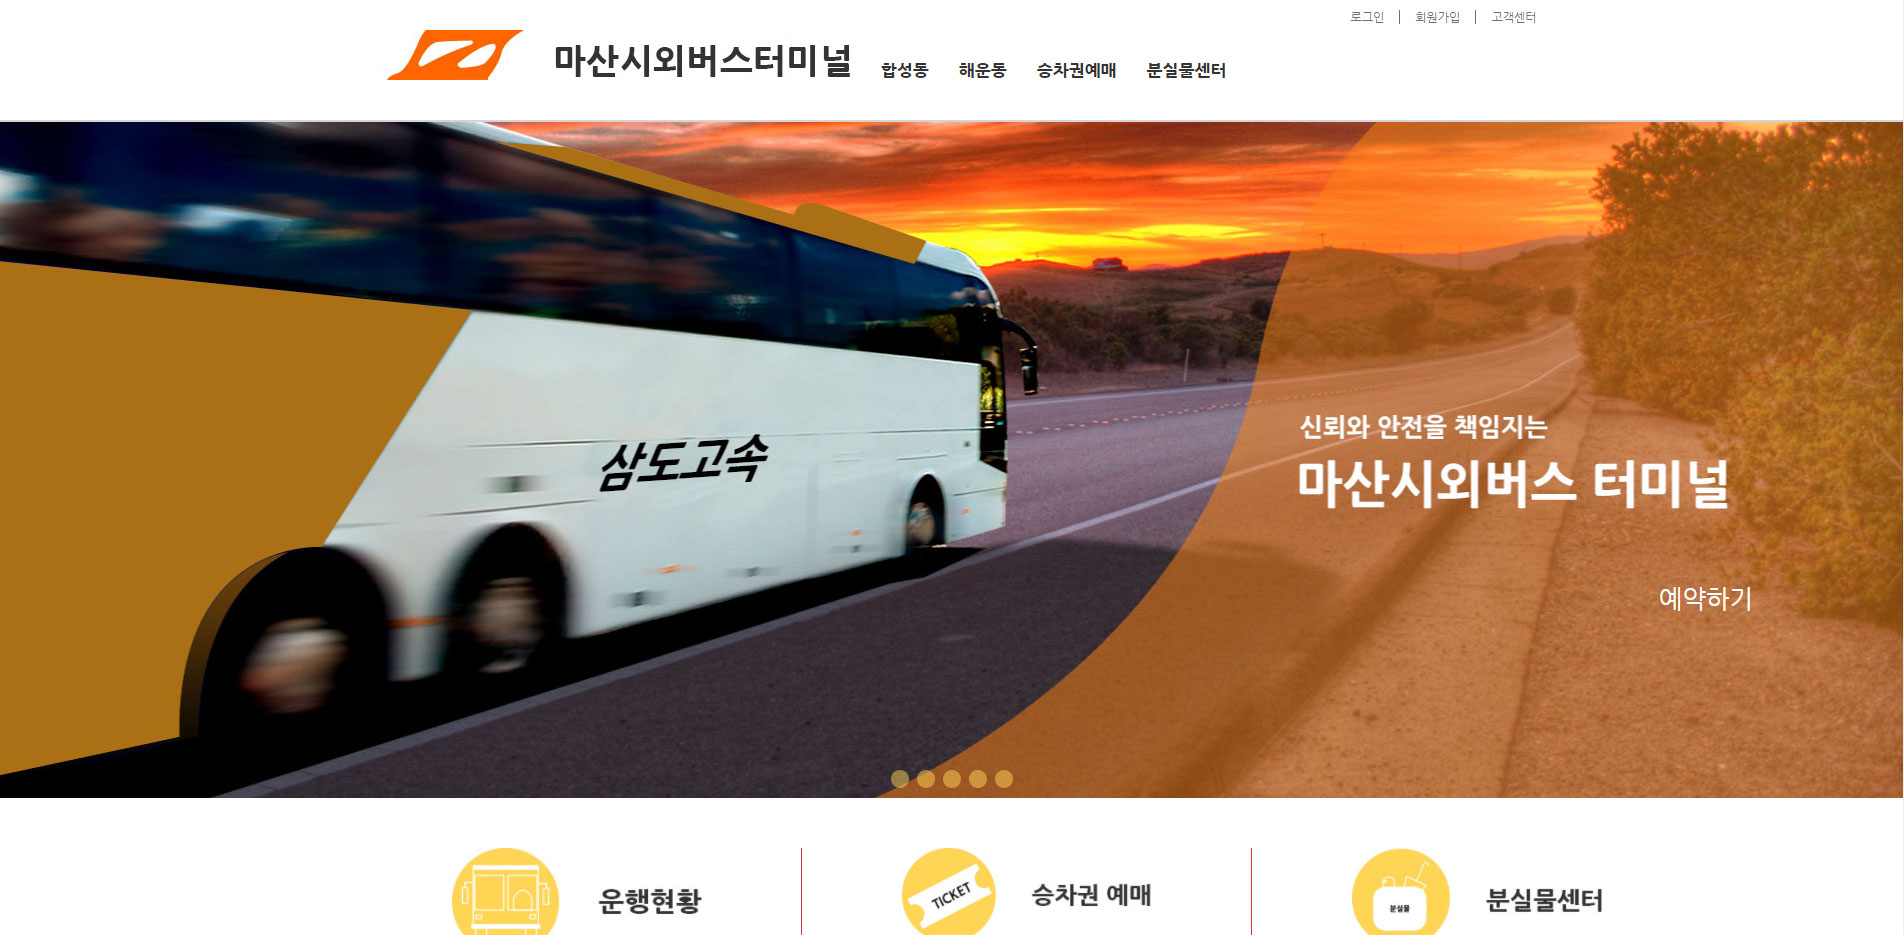 로그인 | 회원가입 | 고객센터
마산시외버스터미널
합성동 해운동 승차권예매 분실물센터
삼도고속
신뢰와 안전을 책임지는
마산시외버스 터미널
예약하기
운행현황
TICKET
승차권 예매
분실물
분실물센터